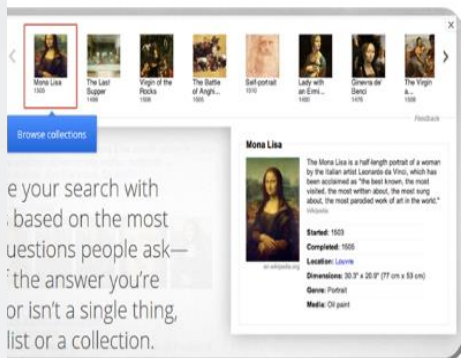 X
Mona Lisa
1503
The Last
Supper
1498
Virgin of the
Rocks
1506
The Battle
of Anghi...
1505
Self-portrait
1510
Lady with
an Ermi...
1490
Ginevra de'
Benci
1476
The Virgin
a...
1508
Feedback
Browse collections
e your search with
based on the most
uestions people ask—
f the answer you're
or isn't a single thing,
list or a collection.
Mona Lisa
The Mona Lisa is a half-length portrait of a woman
by the Italian artist Leonardo da Vinci, which has
been acclaimed as "the best known, the most
visited, the most written about, the most sung
about, the most parodied work of art in the world."
Wikipedia
en.wikipedia.org
Started: 1503
Completed: 1505
Location: Louvre
Dimensions: 30.3" x 20.9" (77 cm x 53 cm)
Genre: Portrait
Media: Oil paint